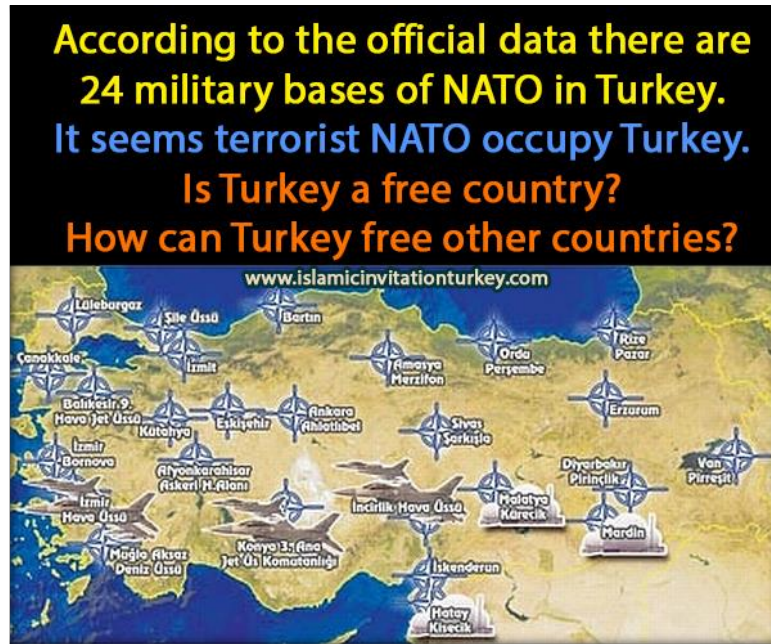 According to the official data there are
24 military bases of NATO in Turkey.
It seems terrorist NATO occupy Turkey.
Is Turkey a free country?
How can Turkey free other countries?
www.islamicinvitationturkey.com
Lüleburgaz
Şile Üssü
Bartın
Rize
Pazar
Çanakkale
İzmit
Amasya
Merzifon
Ordu
Perşembe
Balıkesir 9.
Hava Jet Üssü
Kütahya
Eskişehir
Ankara
Ahlatlıbel
Sivas
Şarkışla
Erzurum
İzmir
Bornova
Afyonkarahisar
Askeri H.Alanı
Diyarbakır
Pirinçlik
Van
Pirreşit
İzmir
Hava Üssü
İncirlik Hava Üssü
Malatya
Kürecik
Muğla Aksaz
Deniz Üssü
Konya 3. Ana
Jet Üs Komutanlığı
Mardin
İskenderun
Hatay
Kisecik